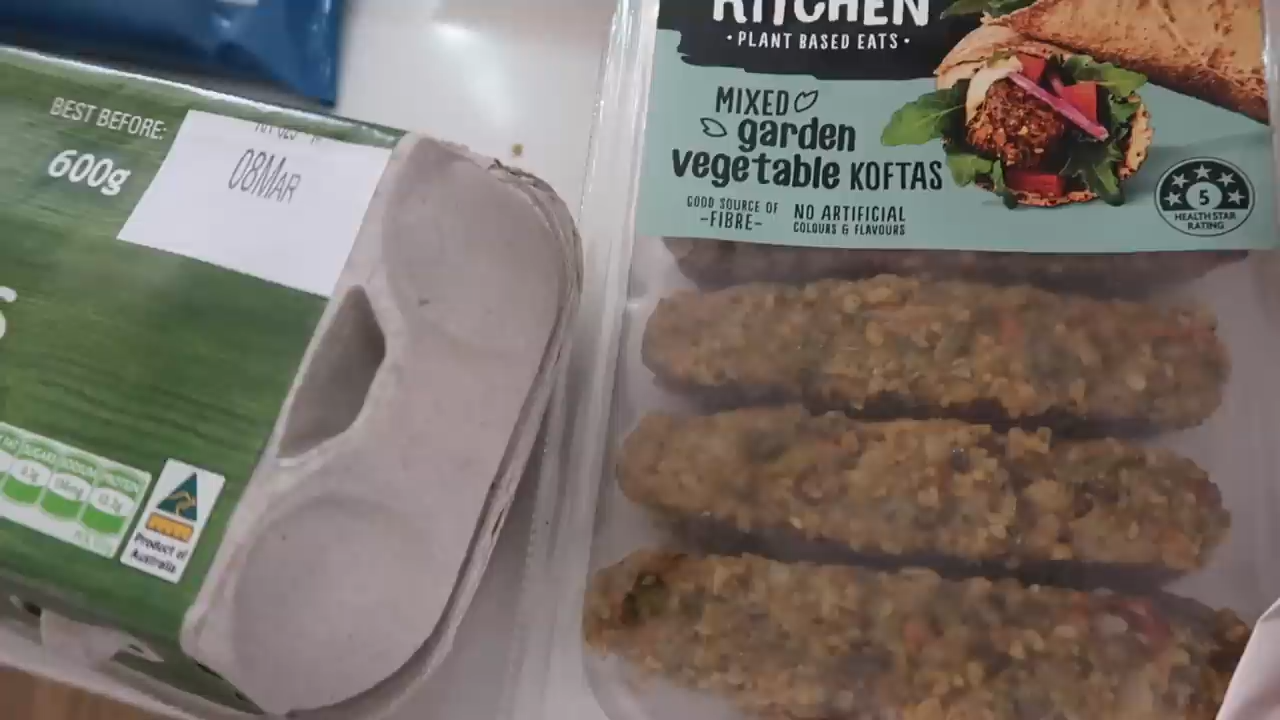 BEST BEFORE:
600g
08MAR
Product of
Australia
KITCHEN
• PLANT BASED EATS •
MIXED
garden
vegetable KOFTAS
GOOD SOURCE OF
-FIBRE-
NO ARTIFICIAL
COLOURS & FLAVOURS
5
HEALTH STAR
RATING